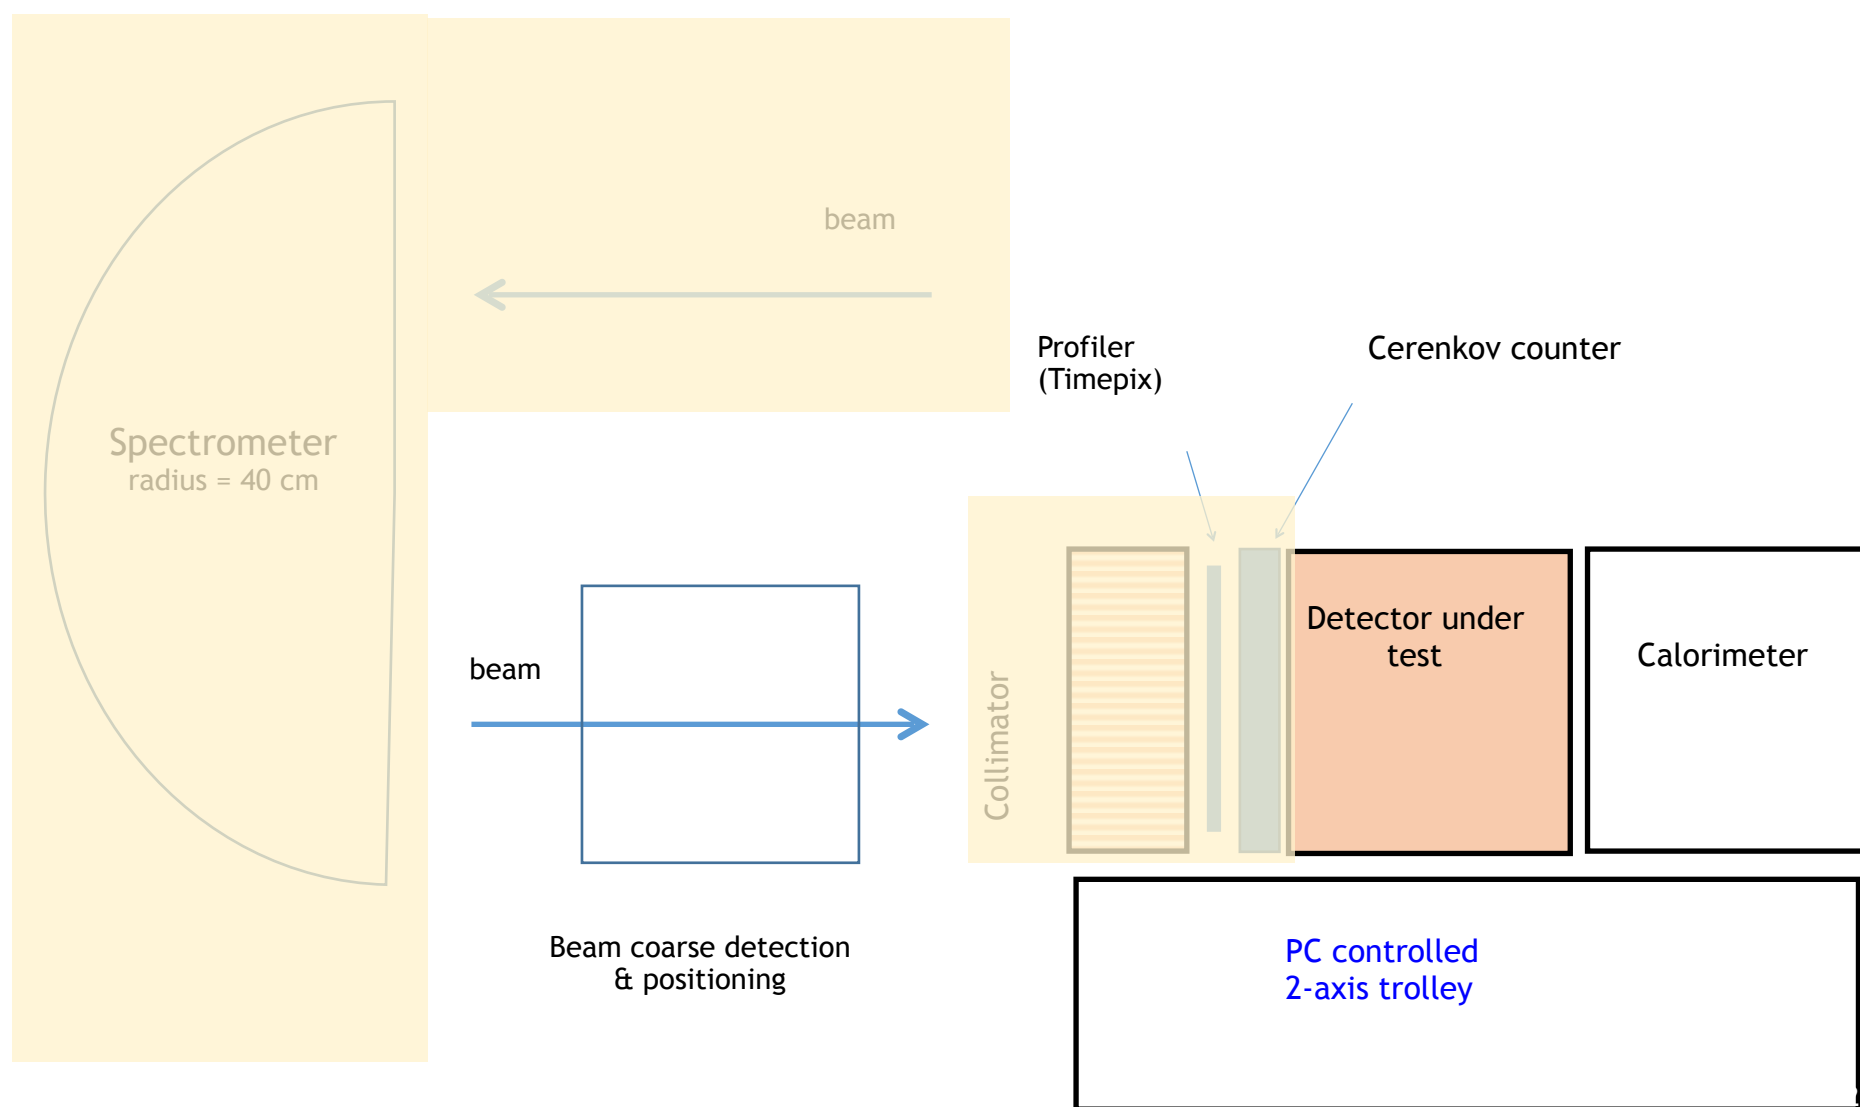 beam
Profiler
(Timepix)
Cerenkov counter
Spectrometer
radius = 40 cm
beam
Collimator
Detector under
test
Calorimeter
Beam coarse detection
& positioning
PC controlled
2-axis trolley